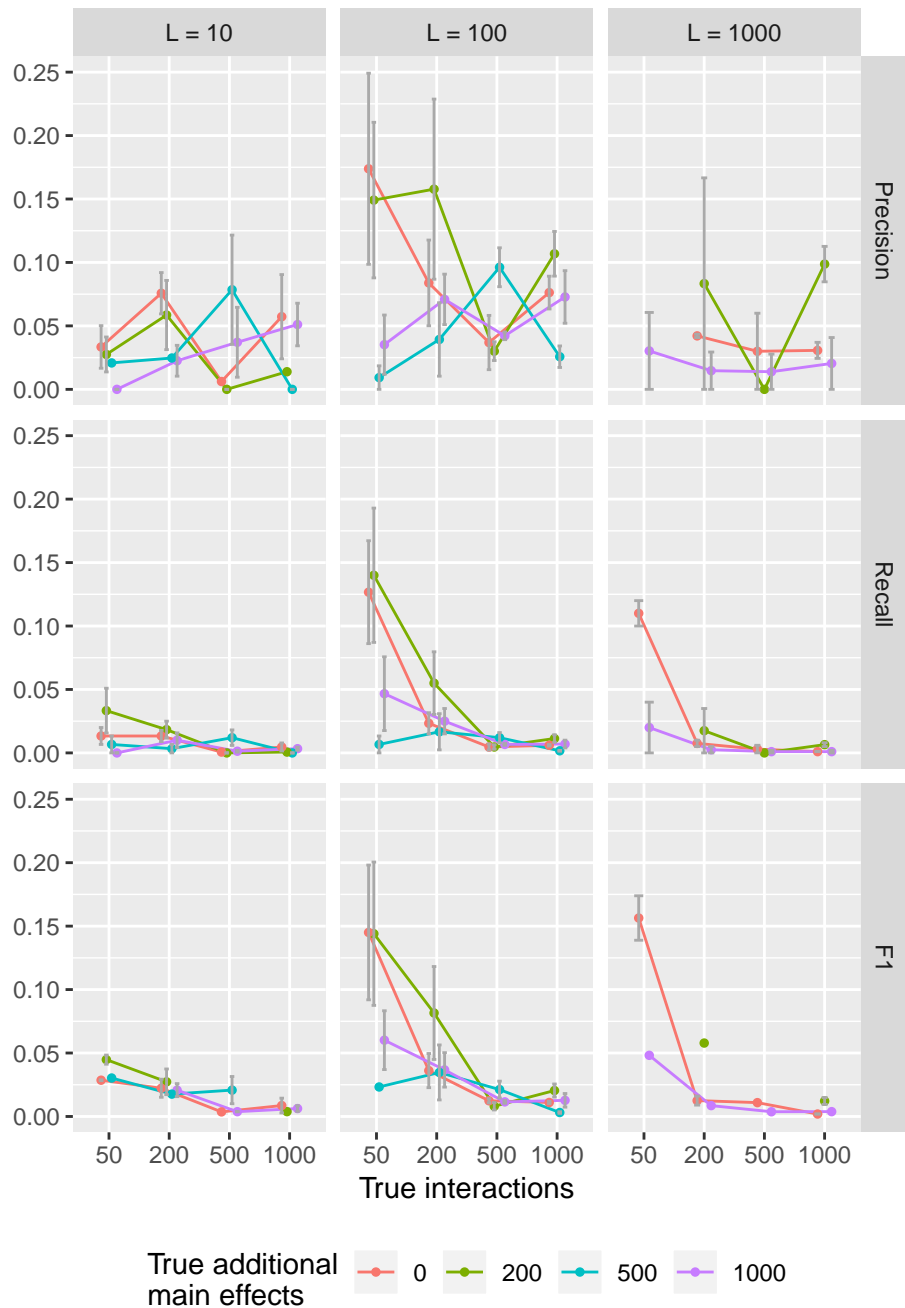 L = 10 L = 100 L = 1000
0.25
0.20
0.15
0.10
0.05
0.00
Precision
0.25
0.20
0.15
0.10
0.05
0.00
Recall
0.25
0.20
0.15
0.10
0.05
0.00
F1
50 200 500 1000 50 200 500 1000 50 200 500 1000
True interactions
True additional
main effects
0 200 500 1000